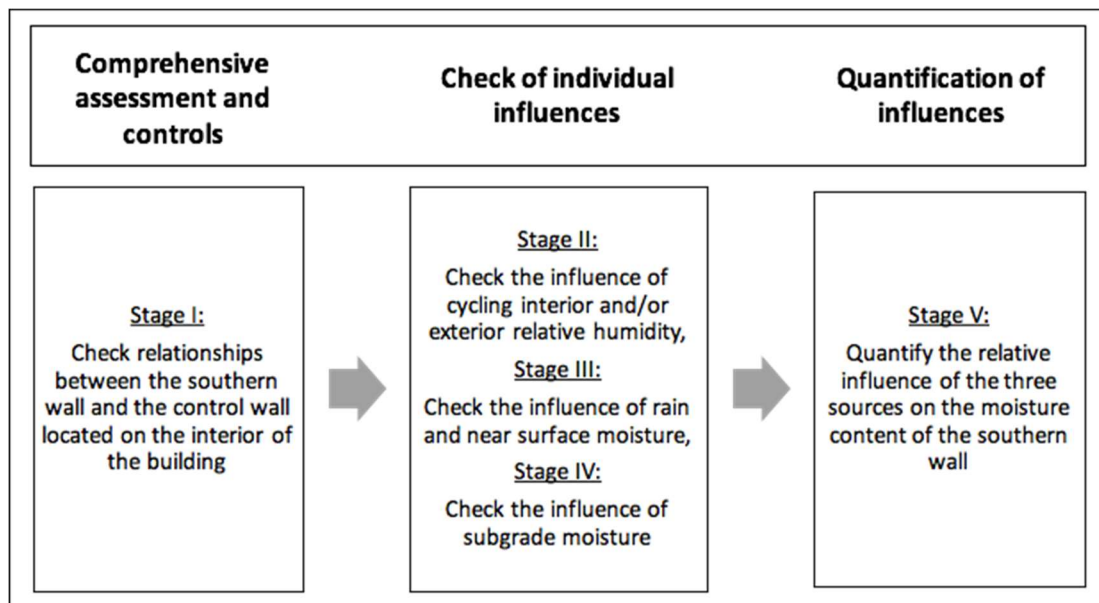 Comprehensive
assessment and
controls
Check of individual
influences
Quantification of
influences
Stage I:
Check relationships
between the southern
wall and the control wall
located on the interior of
the building
Stage II:
Check the influence of
cycling interior and/or
exterior relative humidity,
Stage III:
Check the influence of rain
and near surface moisture,
Stage IV:
Check the influence of
subgrade moisture
Stage V:
Quantify the relative
influence of the three
sources on the moisture
content of the southern
wall